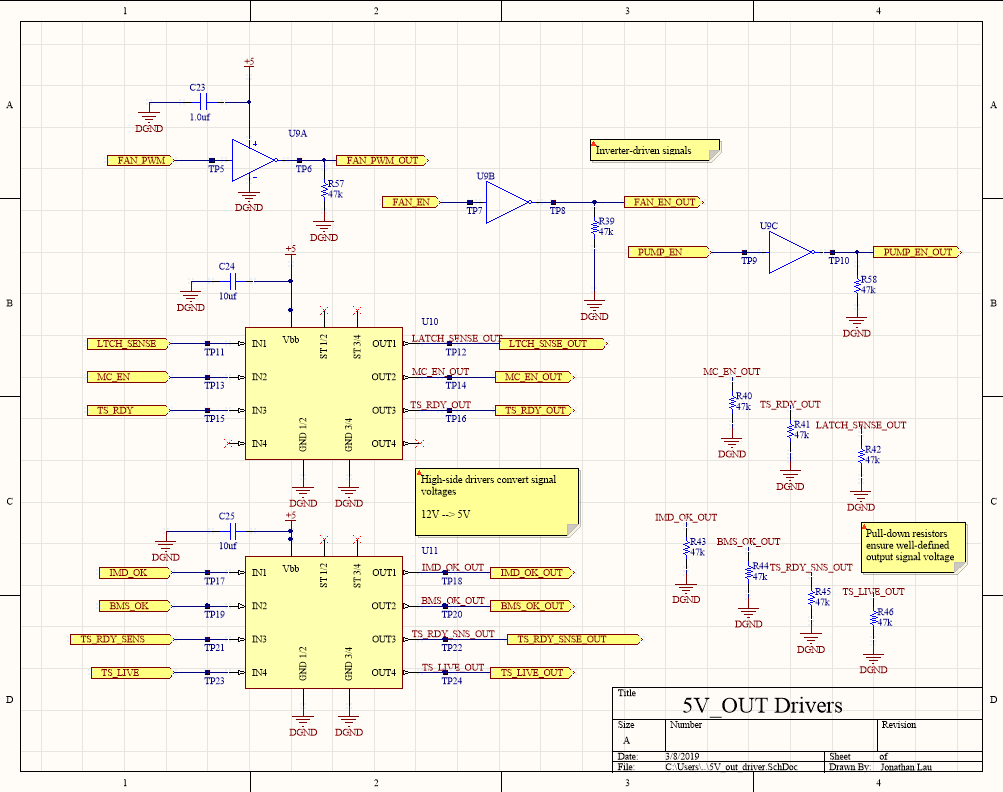 1 2 3 4
A A
B B
C C
D D
+5
C23
1.0uf
DGND
U9A
+
-
FAN_PWM
TP5
TP6
FAN_PWM_OUT
R57
47k
DGND
DGND
Inverter-driven signals
U9B
FAN_EN
TP7
TP8
FAN_EN_OUT
R39
47k
DGND
U9C
PUMP_EN
TP9
TP10
PUMP_EN_OUT
R58
47k
DGND
+5
C24
10uf
DGND
U10
Vbb
ST 1/2
ST 3/4
LTCH_SENSE
TP11
IN1
OUT1
LATCH_SENSE_OUT
TP12
LTCH_SNSE_OUT
MC_EN
TP13
IN2
OUT2
MC_EN_OUT
TP14
MC_EN_OUT
TS_RDY
TP15
IN3
OUT3
TS_RDY_OUT
TP16
TS_RDY_OUT
IN4
OUT4
GND 1/2
GND 3/4
DGND
DGND
MC_EN_OUT
R40
47k
DGND
TS_RDY_OUT
R41
47k
DGND
LATCH_SENSE_OUT
R42
47k
DGND
High-side drivers convert signal
voltages
12V --> 5V
+5
C25
10uf
DGND
U11
Vbb
ST 1/2
ST 3/4
IMD_OK
TP17
IN1
OUT1
IMD_OK_OUT
TP18
IMD_OK_OUT
BMS_OK
TP19
IN2
OUT2
BMS_OK_OUT
TP20
BMS_OK_OUT
TS_RDY_SENS
TP21
IN3
OUT3
TS_RDY_SNS_OUT
TP22
TS_RDY_SNSE_OUT
TS_LIVE
TP23
IN4
OUT4
TS_LIVE_OUT
TP24
TS_LIVE_OUT
GND 1/2
GND 3/4
DGND
DGND
IMD_OK_OUT
R43
47k
DGND
BMS_OK_OUT
R44
47k
DGND
TS_RDY_SNS_OUT
R45
47k
DGND
TS_LIVE_OUT
R46
47k
DGND
Pull-down resistors
ensure well-defined
output signal voltage
Title
5V_OUT Drivers
Size
A
Number
Revision
Date: 3/8/2019
Sheet of
File: C:\Users\..\5V_out_driver.SchDoc
Drawn By: Jonathan Lau
1 2 3 4